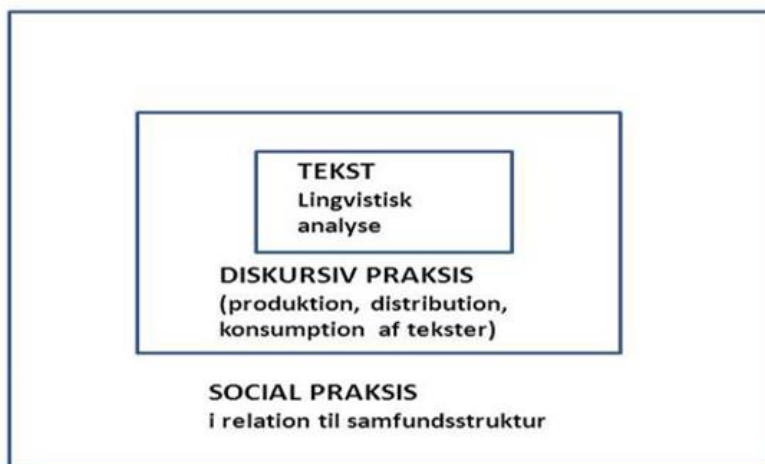 TEKST
Lingvistisk
analyse
DISKURSIV PRAKSIS
(produktion, distribution,
konsumption af tekster)
SOCIAL PRAKSIS
i relation til samfundsstruktur